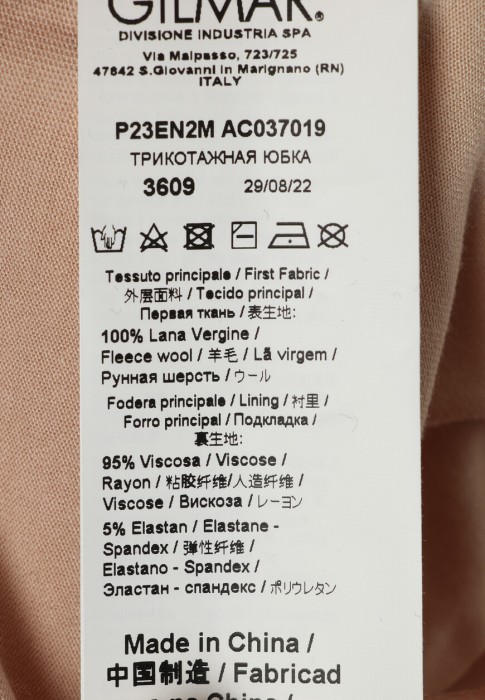 GILMAR®
DIVISIONE INDUSTRIA SPA
Via Malpasso, 723/725
47842 S.Giovanni in Marignano (RN)
ITALY
P23EN2M AC037019
ТРИКОТАЖНАЯ ЮБКА
3609 29/08/22
Tessuto principale / First Fabric /
外层面料 / Tecido principal /
Первая ткань / 表生地:
100% Lana Vergine /
Fleece wool / 羊毛 / Lã virgem /
Рунная шерсть / ウール
Fodera principale / Lining / 衬里 /
Forro principal / Подкладка /
裏生地:
95% Viscosa / Viscose /
Rayon / 粘胶纤维/人造纤维 /
Viscose / Вискоза / レーヨン
5% Elastan / Elastane -
Spandex / 弹性纤维 /
Elastano - Spandex /
Эластан - спандекс / ポリウレタン
Made in China /
中国制造 / Fabricad
o na China /